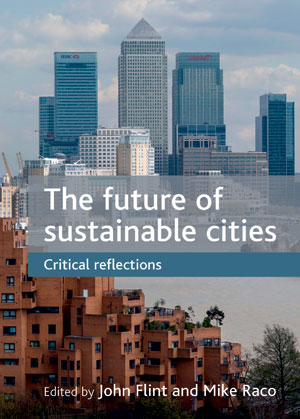 The future of
sustainable cities
Critical reflections
Edited by John Flint and Mike Raco